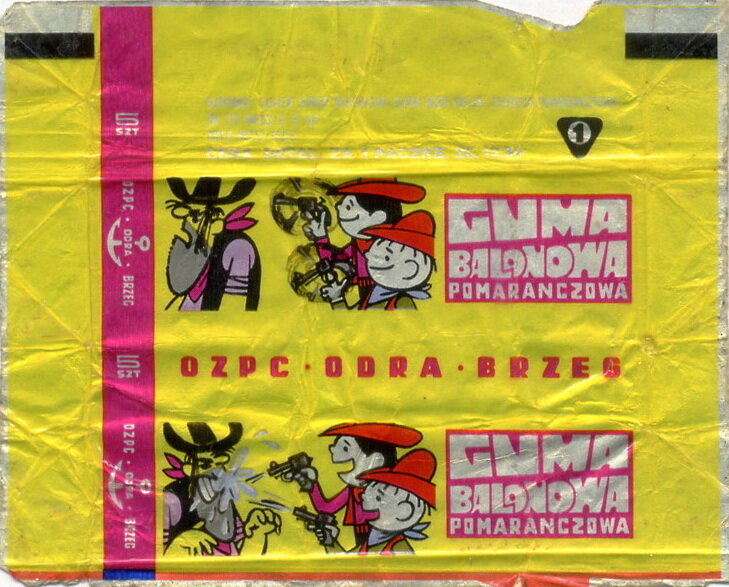 5
SZT
1
OZPC · ODRA · BRZEG
GUMA
BALONOWA
POMARAŃCZOWA
OZPC · ODRA · BRZEG
5
SZT
OZPC · ODRA · BRZEG
GUMA
BALONOWA
POMARAŃCZOWA